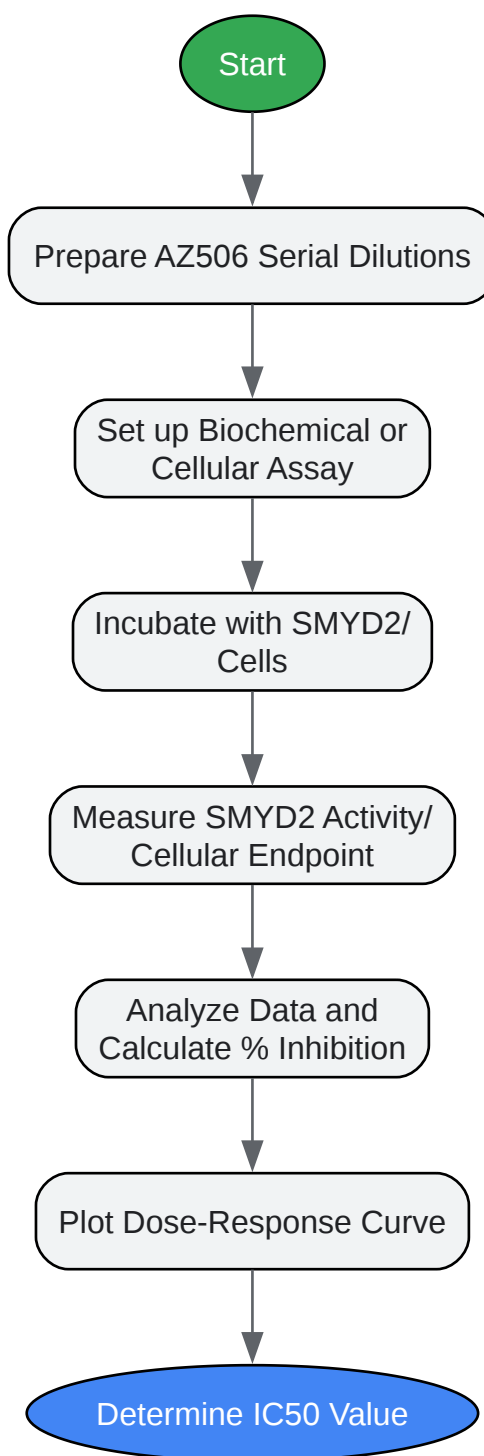 Start
Prepare AZ506 Serial Dilutions
Set up Biochemical or
Cellular Assay
Incubate with SMYD2/
Cells
Measure SMYD2 Activity/
Cellular Endpoint
Analyze Data and
Calculate % Inhibition
Plot Dose-Response Curve
Determine IC50 Value